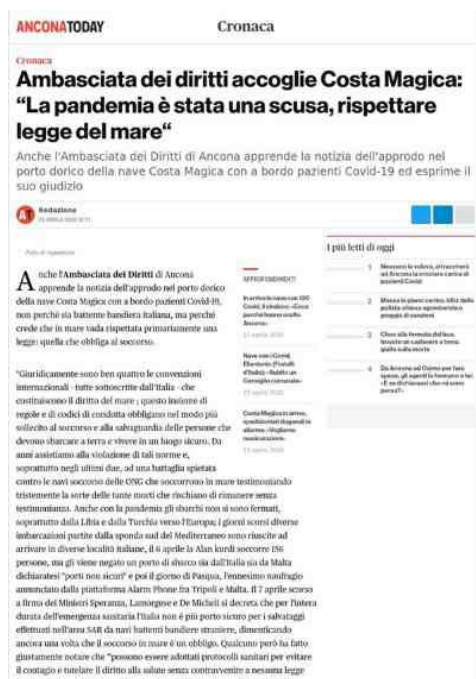 ANCONATODAY
Cronaca
Cronaca
Ambasciata dei diritti accoglie Costa Magica:
“La pandemia è stata una scusa, rispettare
legge del mare“
Anche l'Ambasciata dei Diritti di Ancona apprende la notizia dell'approdo nel
porto dorico della nave Costa Magica con a bordo pazienti Covid-19 ed esprime il
suo giudizio
Redazione
Foto di repertorio
Anche l'Ambasciata dei Diritti di Ancona
apprende la notizia dell'approdo nel porto dorico
della nave Costa Magica con a bordo pazienti Covid-19,
non perchè sia battente bandiera italiana, ma perchè
crede che in mare vada rispettata primariamente una
legge: quella che obbliga al soccorso.
"Giuridicamente sono ben quattro le convenzioni
internazionali - tutte sottoscritte dall'Italia - che
costituiscono il diritto del mare ; questo insieme di
regole e di codici di condotta obbligano nel modo più
sollecito al soccorso e alla salvaguardia delle persone che
devono sbarcare a terra e vivere in un luogo sicuro. Da
anni assistiamo alla violazione di tali norme e,
soprattutto negli ultimi due, ad una battaglia spietata
contro le navi soccorso delle ONG che soccorrono in mare testimoniando
tristemente la sorte delle tante morti che rischiano di rimanere senza
testimonianza. Anche con la pandemia gli sbarchi non si sono fermati,
soprattutto dalla Libia e dalla Turchia verso l'Europa; i giorni scorsi diverse
imbarcazioni partite dalla sponda sud del Mediterraneo sono riuscite ad
arrivare in diverse località italiane, il 6 aprile la Alan kurdi soccorre 156
persone, ma gli viene negato un porto di sbarco sia dall'Italia sia da Malta
dichiaratesi "porti non sicuri" e poi il giorno di Pasqua, l'ennesimo naufragio
annunciato dalla piattaforma Alarm Phone fra Tripoli e Malta. Il 7 aprile scorso
a firma dei Ministri Speranza, Lamorgese e De Micheli si decreta che per l'intera
durata dell'emergenza sanitaria l'Italia non è più porto sicuro per i salvataggi
effettuati nell'area SAR da navi battenti bandiere straniere, dimenticando
ancora una volta che il soccorso in mare è un obbligo. Qualcuno però ha fatto
giustamente notare che "possono essere adottati protocolli sanitari per evitare
il contagio e tutelare il diritto alla salute senza contravvenire a nessuna legge
APPROFONDIMENTI
I più letti di oggi
1
2
3
4